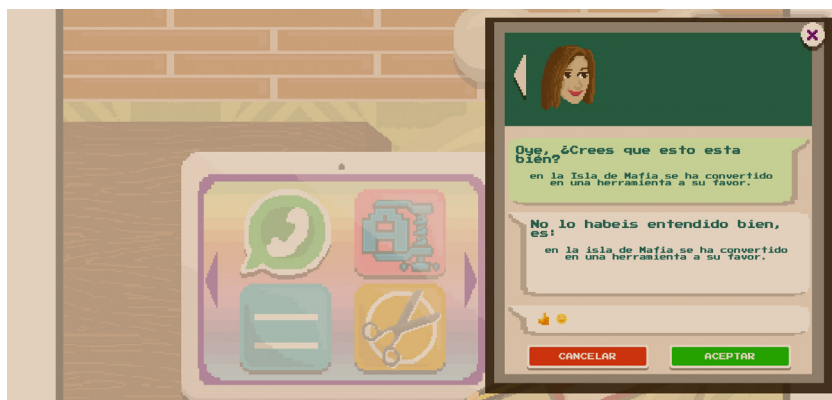 Oye, ¿Crees que esto esta
bién?
en la Isla de Mafia se ha convertido
en una herramienta a su favor.
No lo habeis entendido bien,
es:
en la isla de Mafia se ha convertido
en una herramienta a su favor.
CANCELAR
ACEPTAR